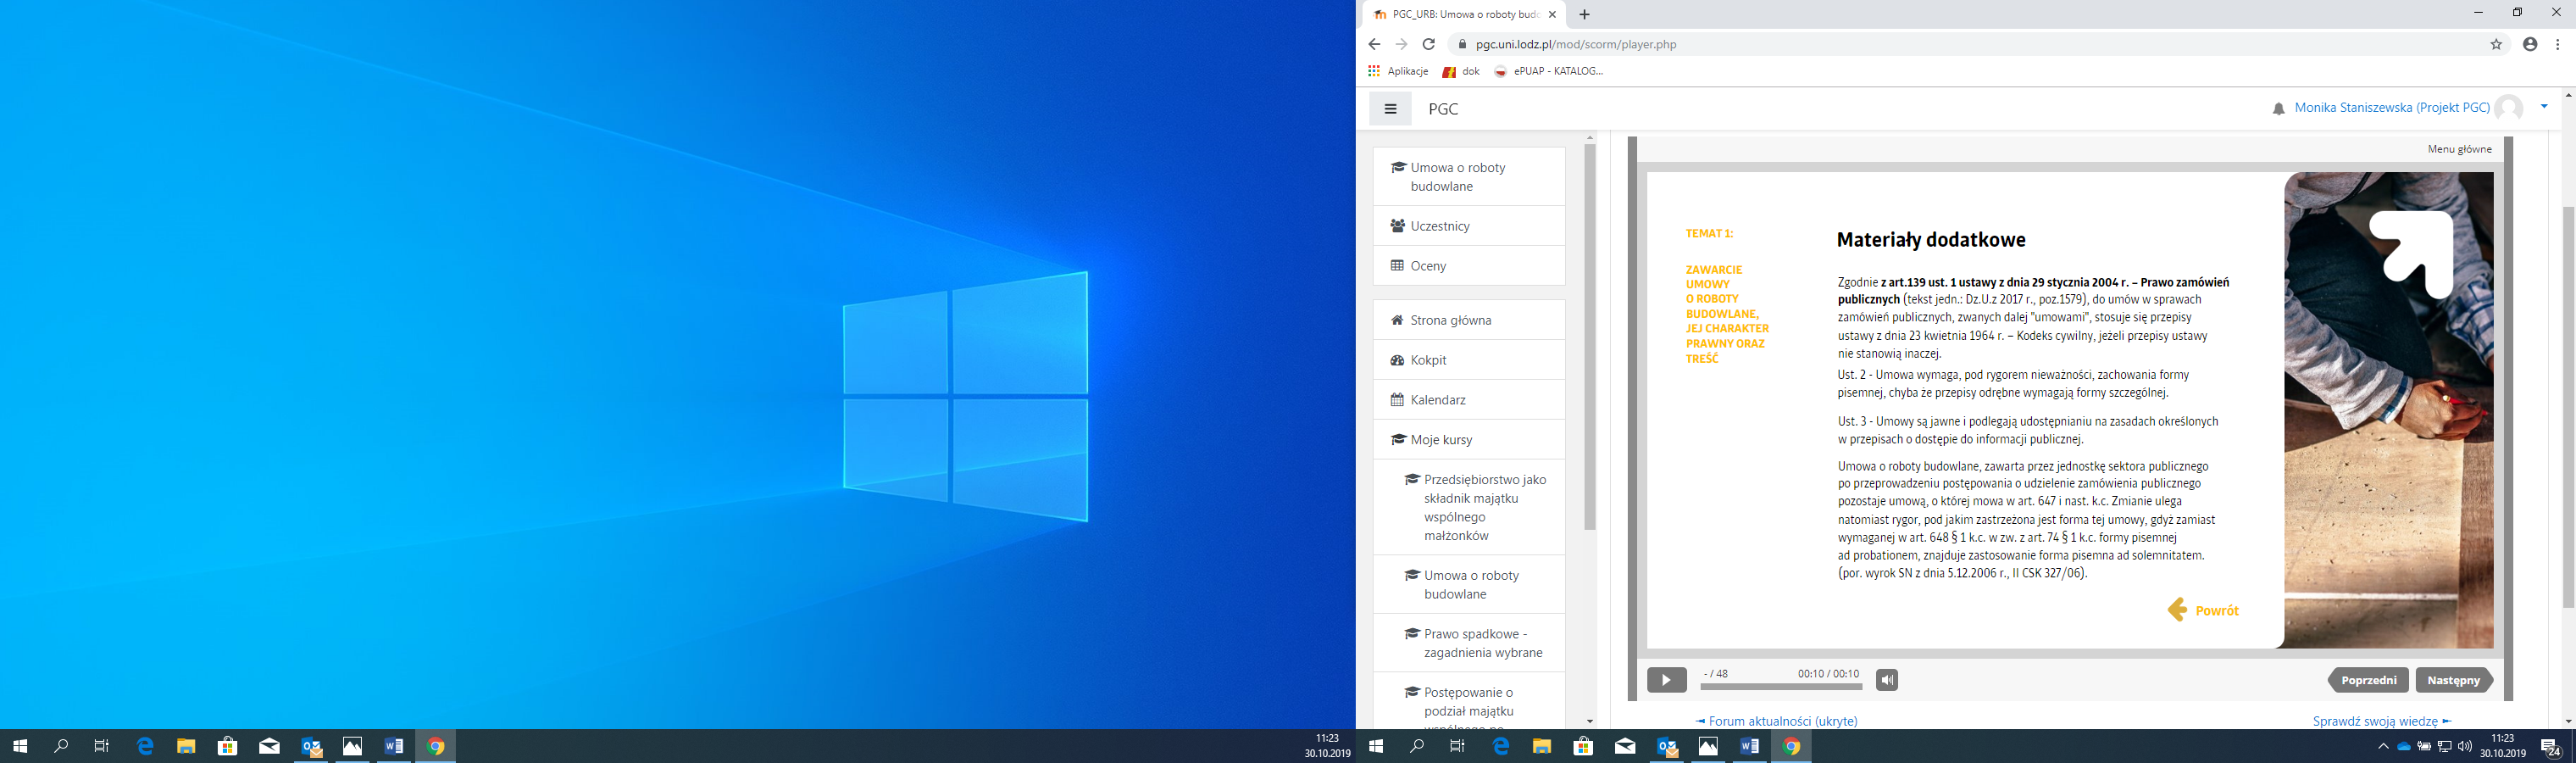 PGC_URB: Umowa o roboty budo
pgc.uni.lodz.pl/mod/scorm/player.php
Aplikacje dok ePUAP - KATALOG...
PGC
Monika Staniszewska (Projekt PGC)
Umowa o roboty
budowlane
Uczestnicy
Oceny
Strona główna
Kokpit
Kalendarz
Moje kursy
Przedsiębiorstwo jako
składnik majątku
wspólnego
małżonków
Umowa o roboty
budowlane
Prawo spadkowe -
zagadnienia wybrane
Postępowanie o
podział majątku
wspólnego po
Menu główne
TEMAT 1:
ZAWARCIE
UMOWY
O ROBOTY
BUDOWLANE,
JEJ CHARAKTER
PRAWNY ORAZ
TREŚĆ
Materiały dodatkowe
Zgodnie z art.139 ust. 1 ustawy z dnia 29 stycznia 2004 r. – Prawo zamówień
publicznych (tekst jedn.: Dz.U.z 2017 r., poz.1579), do umów w sprawach
zamówień publicznych, zwanych dalej "umowami", stosuje się przepisy
ustawy z dnia 23 kwietnia 1964 r. – Kodeks cywilny, jeżeli przepisy ustawy
nie stanowią inaczej.
Ust. 2 - Umowa wymaga, pod rygorem nieważności, zachowania formy
pisemnej, chyba że przepisy odrębne wymagają formy szczególnej.
Ust. 3 - Umowy są jawne i podlegają udostępnianiu na zasadach określonych
w przepisach o dostępie do informacji publicznej.
Umowa o roboty budowlane, zawarta przez jednostkę sektora publicznego
po przeprowadzeniu postępowania o udzielenie zamówienia publicznego
pozostaje umową, o której mowa w art. 647 i nast. k.c. Zmianie ulega
natomiast rygor, pod jakim zastrzeżona jest forma tej umowy, gdyż zamiast
wymaganej w art. 648 § 1 k.c. w zw. z art. 74 § 1 k.c. formy pisemnej
ad probationem, znajduje zastosowanie forma pisemna ad solemnitatem.
(por. wyrok SN z dnia 5.12.2006 r., II CSK 327/06).
Powrót
- / 48 00:10 / 00:10
Poprzedni Następny
Forum aktualności (ukryte)
Sprawdź swoją wiedzę
11:23
30.10.2019
11:23
30.10.2019
24